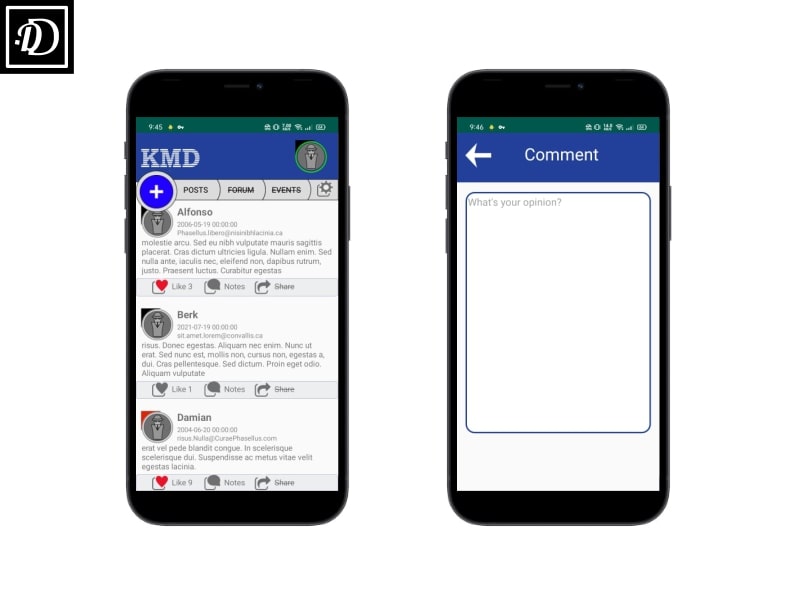 DD
9:45
KMD
POSTS
FORUM
EVENTS
Alfonso
2006-05-19 00:00:00
Phasellus.libero@nisinibhlacinia.ca
molestie arcu. Sed eu nibh vulputate mauris sagittis
placerat. Cras dictum ultricies ligula. Nullam enim. Sed
nulla ante, iaculis nec, eleifend non, dapibus rutrum,
justo. Praesent luctus. Curabitur egestas
Like 3 Notes Share
Berk
2021-07-19 00:00:00
sit.amet.lorem@convallis.ca
risus. Donec egestas. Aliquam nec enim. Nunc ut
erat. Sed nunc est, mollis non, cursus non, egestas a,
dui. Cras pellentesque. Sed dictum. Proin eget odio.
Aliquam vulputate
Like 1 Notes Share
Damian
2004-06-20 00:00:00
risus.Nulla@CuraePhasellus.com
erat vel pede blandit congue. In scelerisque
scelerisque dui. Suspendisse ac metus vitae velit
egestas lacinia.
Like 9 Notes Share
9:46
Comment
What's your opinion?